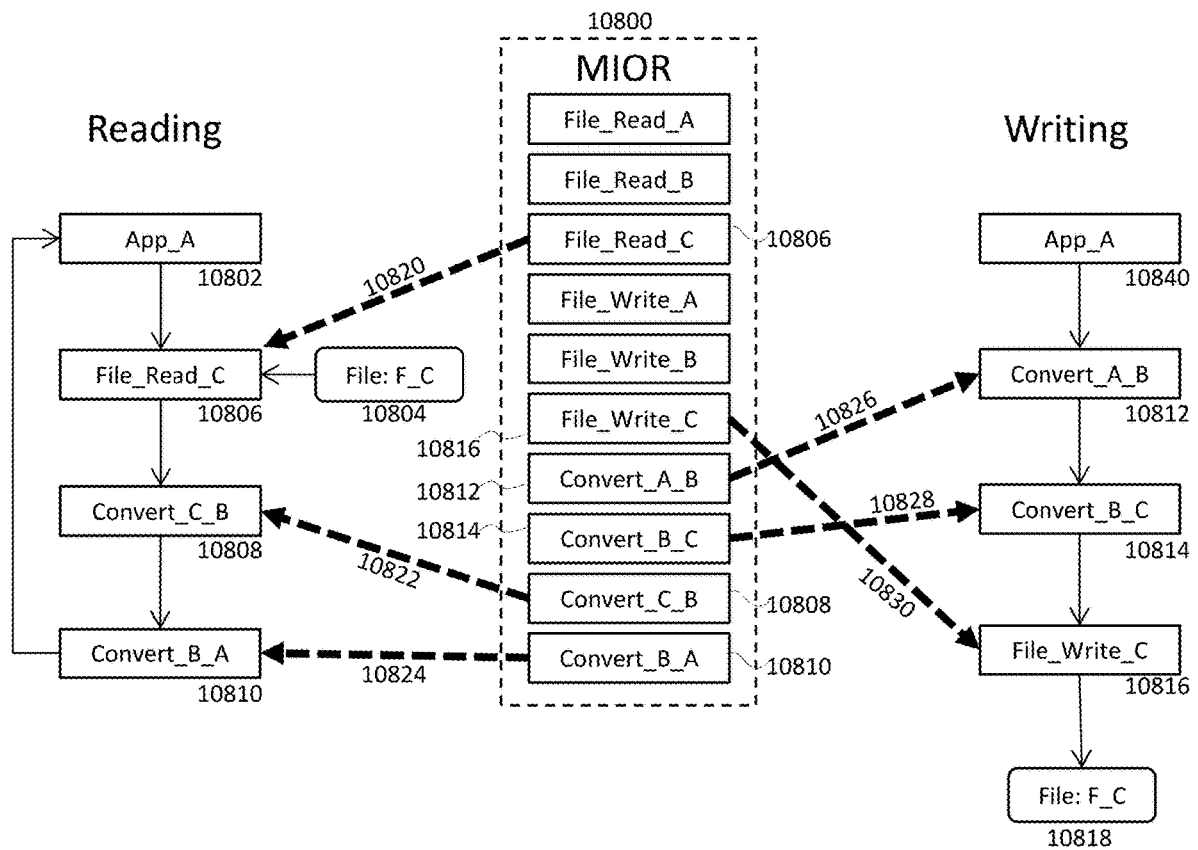 10800
MIOR
Reading
Writing
File_Read_A
File_Read_B
File_Read_C
10806
File_Write_A
File_Write_B
File_Write_C
10816
Convert_A_B
10812
Convert_B_C
10814
Convert_C_B
10808
Convert_B_A
10810
App_A
10802
File_Read_C
10806
File: F_C
10804
Convert_C_B
10808
Convert_B_A
10810
10820
10822
10824
10826
10828
10830
App_A
10840
Convert_A_B
10812
Convert_B_C
10814
File_Write_C
10816
File: F_C
10818